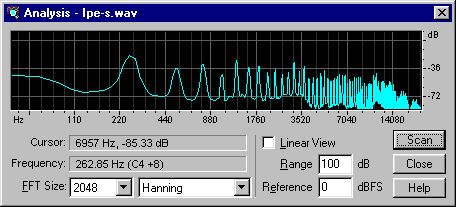 Analysis - lpe-s.wav
dB
-36
-72
Hz 110 220 440 880 1760 3520 7040 14080
Cursor: 6957 Hz, -85.33 dB
Frequency: 262.85 Hz (C4 +8)
FFT Size: 2048 Hanning
Linear View
Range 100 dB
Reference 0 dBFS
Scan
Close
Help